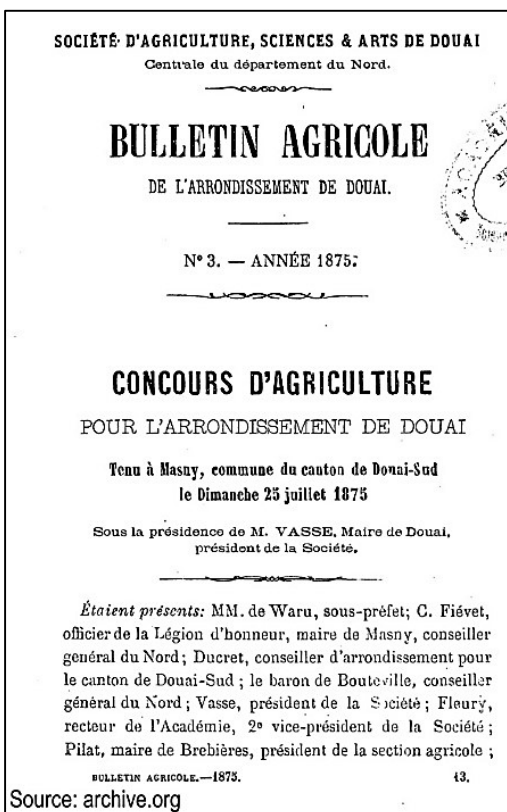 SOCIÉTÉ D'AGRICULTURE, SCIENCES & ARTS DE DOUAI
Centrale du département du Nord.
BULLETIN AGRICOLE
DE L'ARRONDISSEMENT DE DOUAI.
N° 3. — ANNÉE 1875.
CONCOURS D'AGRICULTURE
POUR L'ARRONDISSEMENT DE DOUAI
Tenu à Masny, commune du canton de Douai-Sud
le Dimanche 25 juillet 1875
Sous la présidence de M. VASSE, Maire de Douai,
président de la Société.
Étaient présents: MM. de Waru, sous-préfet; C. Fiévet,
officier de la Légion d'honneur, maire de Masny, conseiller
général du Nord; Ducret, conseiller d'arrondissement pour
le canton de Douai-Sud; le baron de Bouteville, conseiller
général du Nord; Vasse, président de la Société; Fleury,
recteur de l'Académie, 2e vice-président de la Société;
Pilat, maire de Brebières, président de la section agricole;
BULLETIN AGRICOLE.—1875. 13.
Source: archive.org